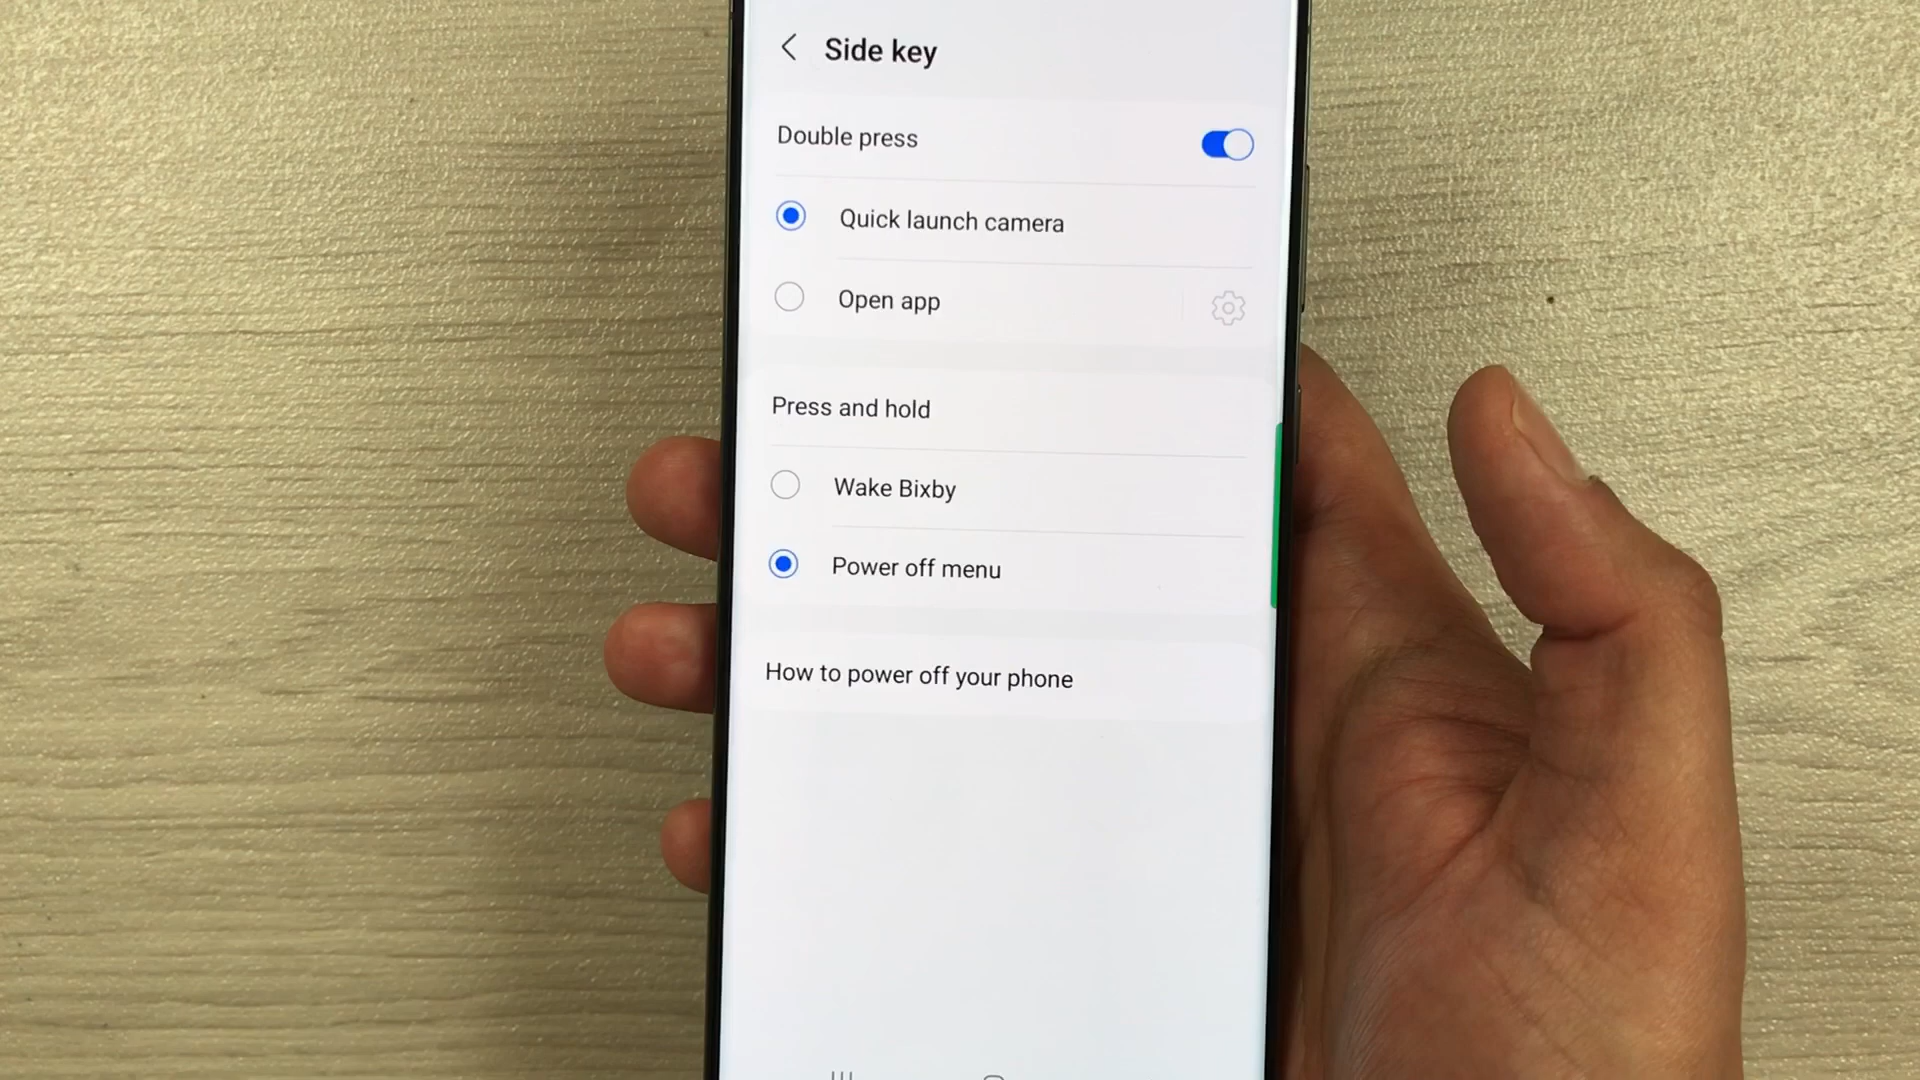 Side key
Double press
Quick launch camera
Open app
Press and hold
Wake Bixby
Power off menu
How to power off your phone